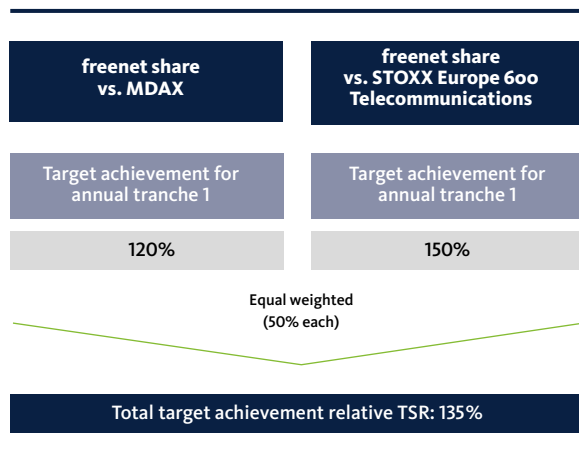 freenet share
vs. MDAX
freenet share
vs. STOXX Europe 600
Telecommunications
Target achievement for
annual tranche 1
Target achievement for
annual tranche 1
120%
150%
Equal weighted
(50% each)
Total target achievement relative TSR: 135%